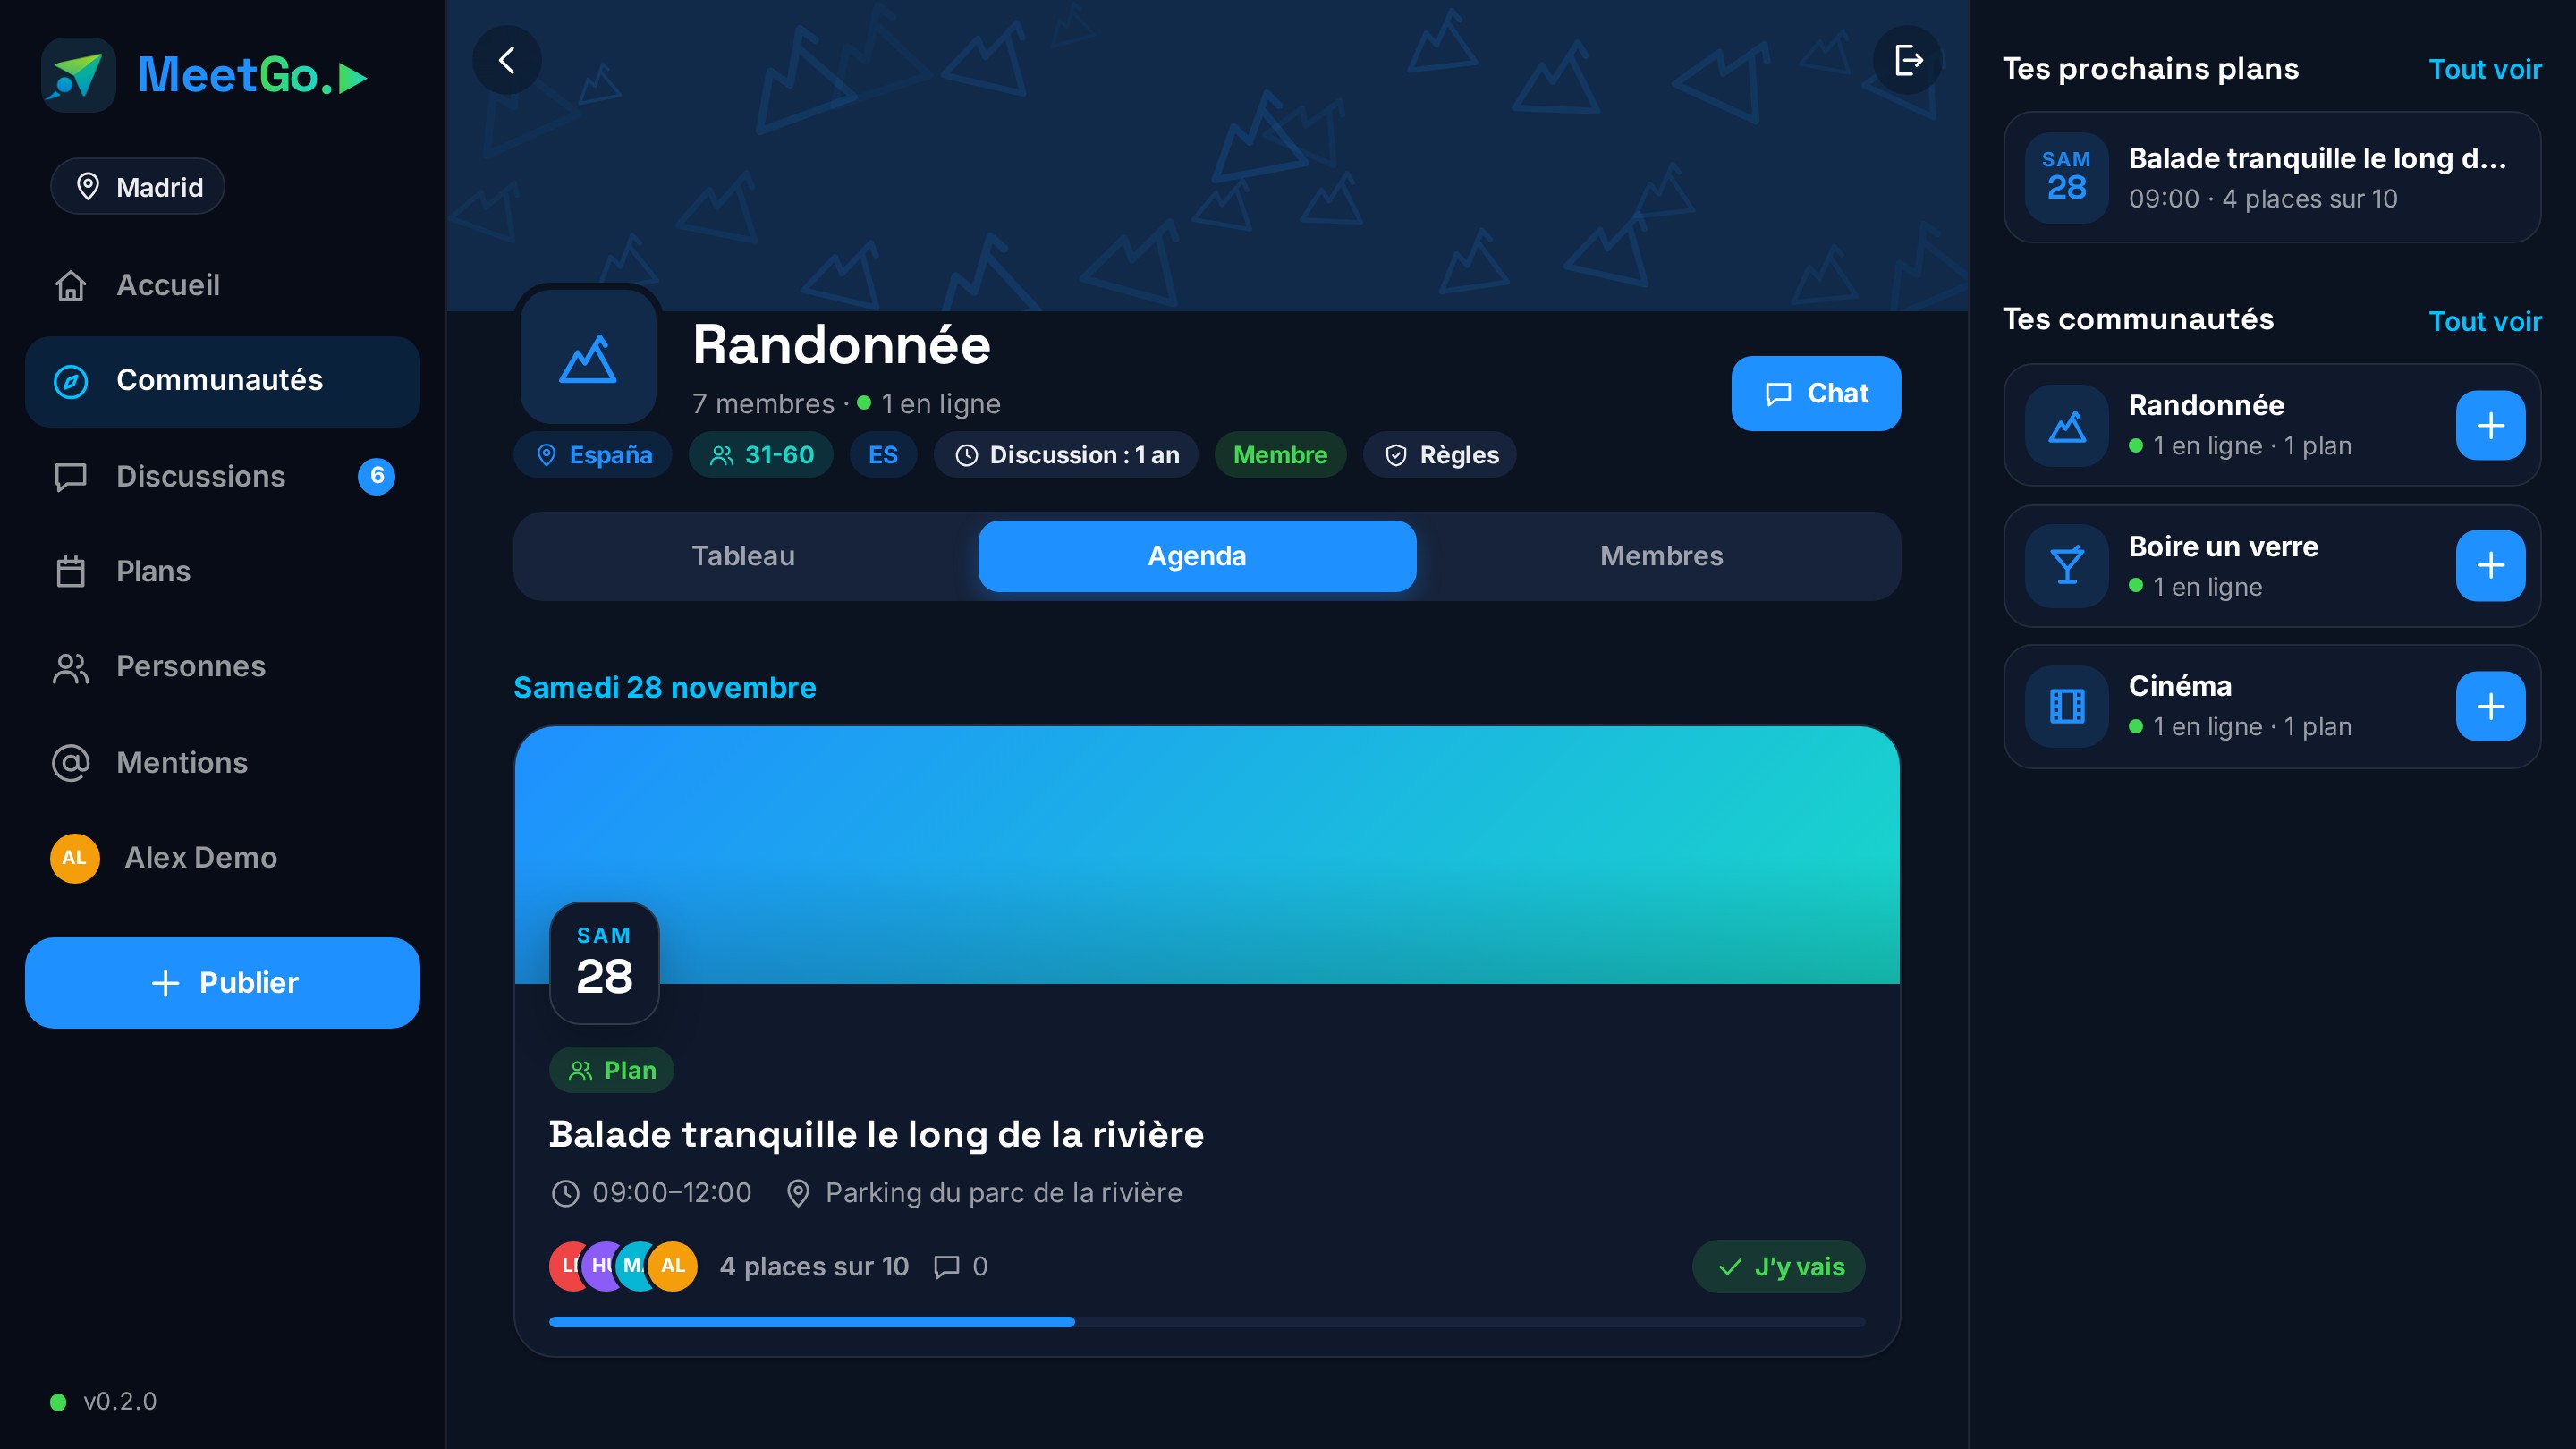 MeetGo.
Madrid
Accueil
Communautés
Discussions 6
Plans
Personnes
Mentions
AL Alex Demo
Publier
v0.2.0
Randonnée
7 membres · 1 en ligne
Chat
España 31-60 ES Discussion : 1 an Membre Règles
Tableau Agenda Membres
Samedi 28 novembre
SAM
28
Plan
Balade tranquille le long de la rivière
09:00–12:00 Parking du parc de la rivière
AL 4 places sur 10 0 J’y vais
Tes prochains plans Tout voir
SAM
28
Balade tranquille le long d...
09:00 · 4 places sur 10
Tes communautés Tout voir
Randonnée
1 en ligne · 1 plan
Boire un verre
1 en ligne
Cinéma
1 en ligne · 1 plan